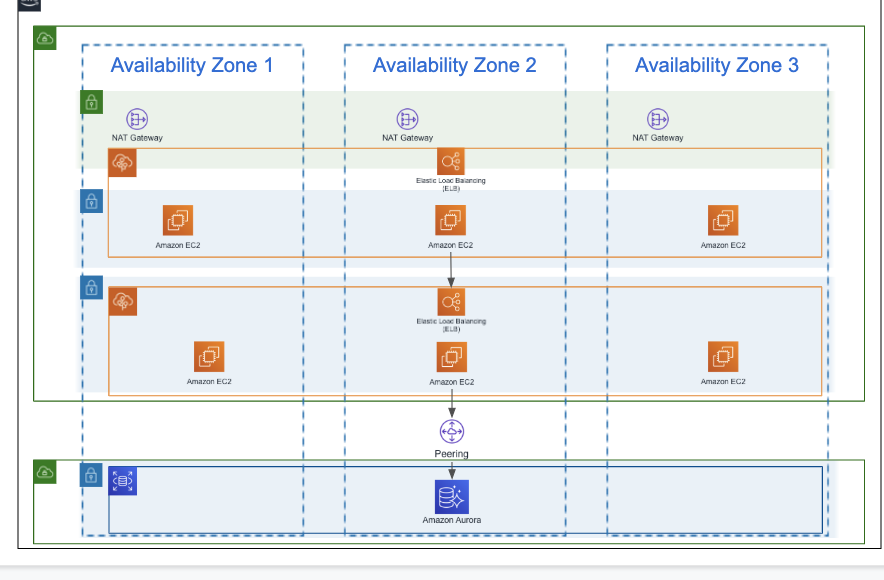 Availability Zone 1
Availability Zone 2
Availability Zone 3
NAT Gateway
NAT Gateway
NAT Gateway
Elastic Load Balancing
(ELB)
Amazon EC2
Amazon EC2
Amazon EC2
Elastic Load Balancing
(ELB)
Amazon EC2
Amazon EC2
Amazon EC2
Peering
Amazon Aurora